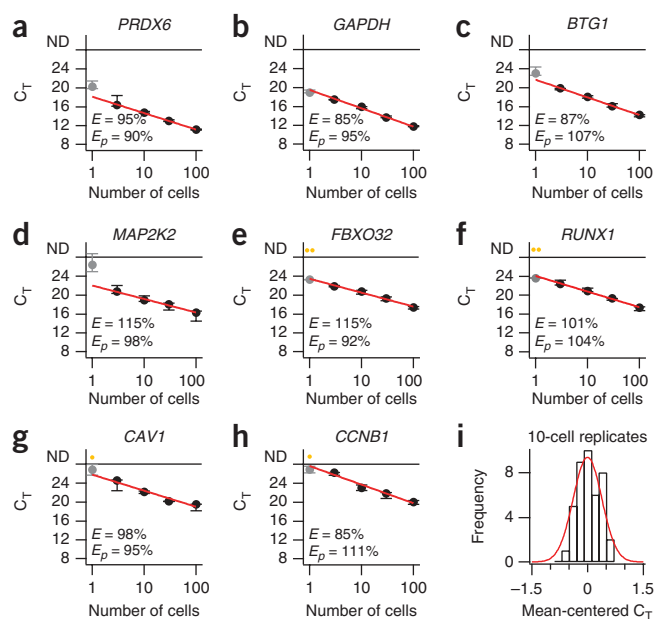 a PRDX6
ND
24
20
16
12
8
C_T
E = 95%
E_p = 90%
1 10 100
Number of cells
b GAPDH
ND
24
20
16
12
8
C_T
E = 85%
E_p = 95%
1 10 100
Number of cells
c BTG1
ND
24
20
16
12
8
C_T
E = 87%
E_p = 107%
1 10 100
Number of cells
d MAP2K2
ND
24
20
16
12
8
C_T
E = 115%
E_p = 98%
1 10 100
Number of cells
e FBXO32
ND
24
20
16
12
8
C_T
E = 115%
E_p = 92%
1 10 100
Number of cells
f RUNX1
ND
24
20
16
12
8
C_T
E = 101%
E_p = 104%
1 10 100
Number of cells
g CAV1
ND
24
20
16
12
8
C_T
E = 98%
E_p = 95%
1 10 100
Number of cells
h CCNB1
ND
24
20
16
12
8
C_T
E = 85%
E_p = 111%
1 10 100
Number of cells
i 10-cell replicates
8
4
0
Frequency
−1.5 0 1.5
Mean-centered C_T